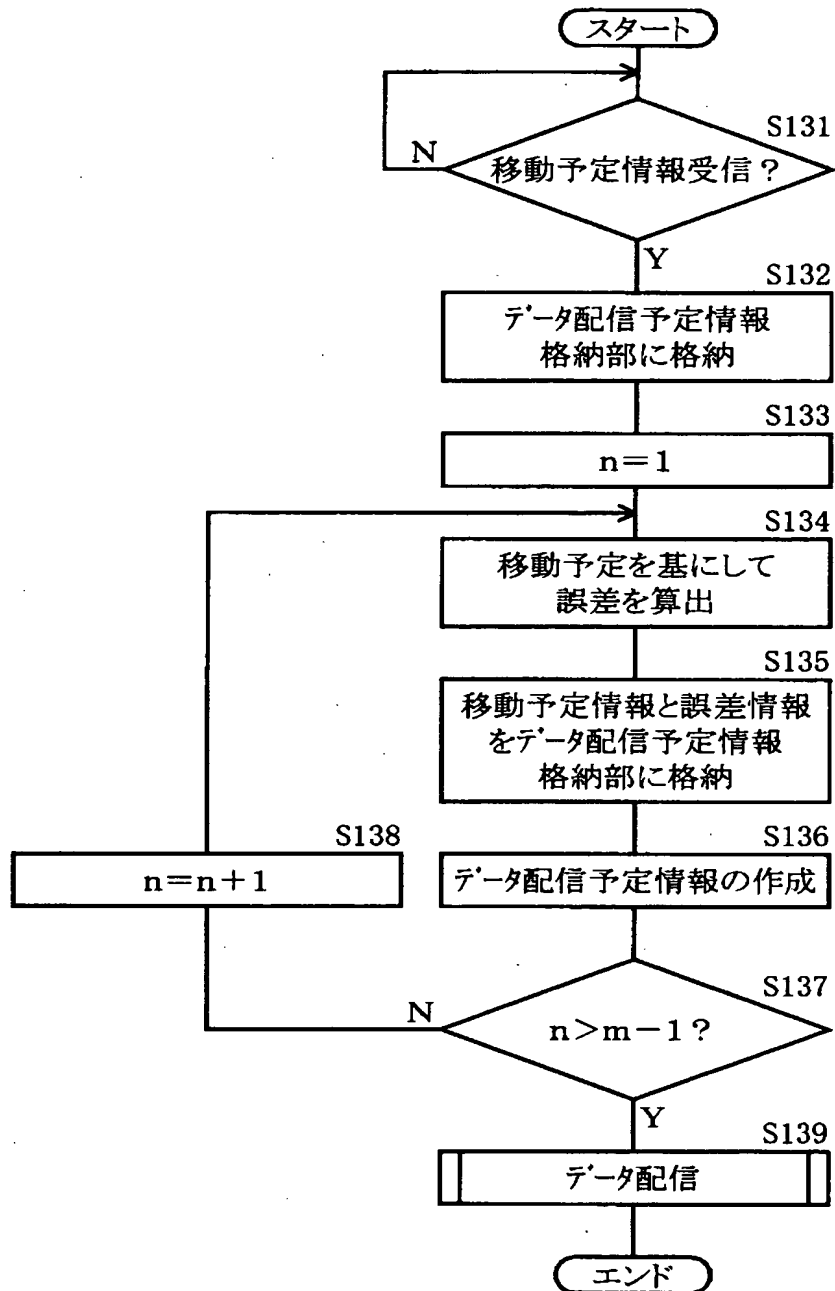 スタート
S131
N
移動予定情報受信？
Y
S132
データ配信予定情報
格納部に格納
S133
n＝1
S134
移動予定を基にして
誤差を算出
S135
移動予定情報と誤差情報
をデータ配信予定情報
格納部に格納
S138
n＝n＋1
S136
データ配信予定情報の作成
S137
N
n＞m－1？
Y
S139
データ配信
エンド